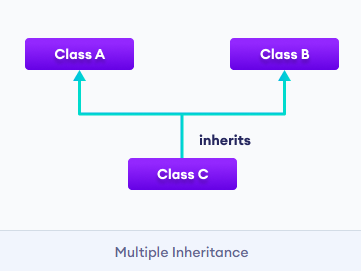 Class A
Class B
inherits
Class C
Multiple Inheritance